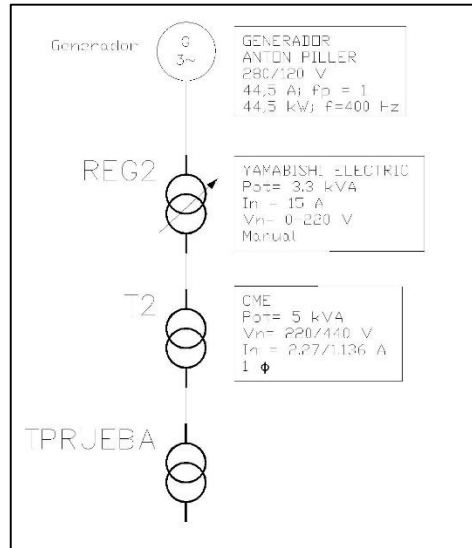 Generador
G
3~
GENERADOR
ANTON PILLER
280/120 V
44,5 A; fp = 1
44,5 kW; f=400 Hz
REG2
YAMABISHI ELECTRIC
Pot= 3.3 kVA
In = 15 A
Vn= 0-220 V
Manual
T2
CME
Pot= 5 kVA
Vn= 220/440 V
In = 2.27/1.136 A
1 ϕ
TPRUEBA